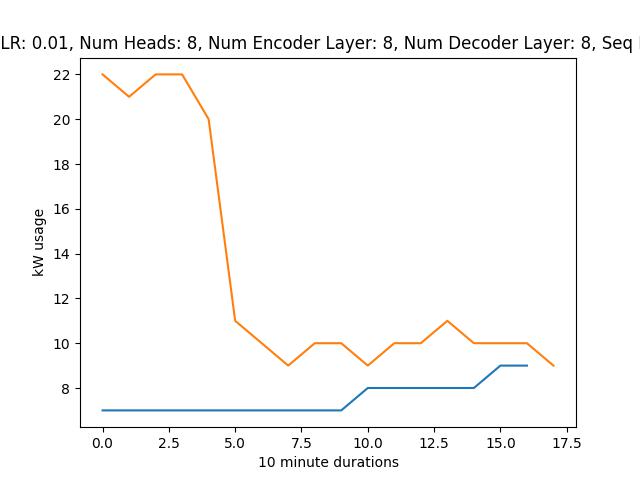 LR: 0.01, Num Heads: 8, Num Encoder Layer: 8, Num Decoder Layer: 8, Seq
22
20
18
16
14
12
10
8
kW usage
0.0 2.5 5.0 7.5 10.0 12.5 15.0 17.5
10 minute durations